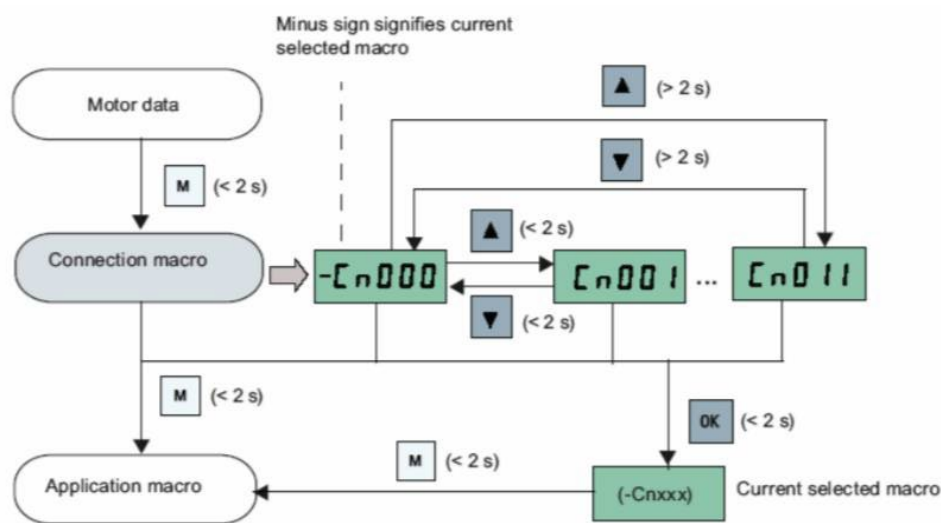 Minus sign signifies current
selected macro
▲ (> 2 s)
Motor data
▼ (> 2 s)
M (< 2 s)
▲ (< 2 s)
Connection macro
-Cn000
Cn001
...
Cn011
▼ (< 2 s)
M (< 2 s)
OK (< 2 s)
M (< 2 s)
Application macro
(-Cnxxx)
Current selected macro